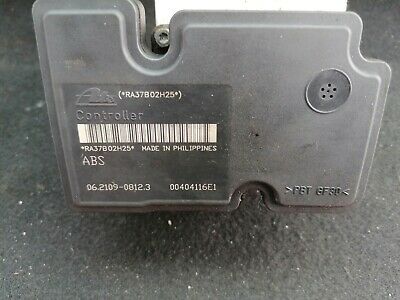 (*RA37B02H25*)
Controller
*RA37B02H25* MADE IN PHILIPPINES
ABS
06.2109-0812.3 00404116E1
>PBT GF30<